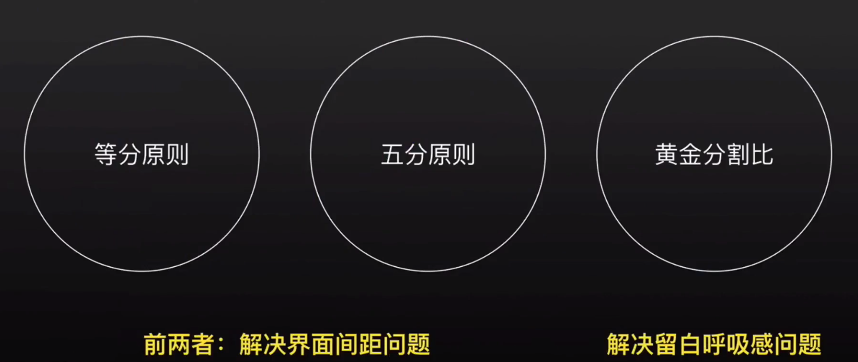 等分原则
五分原则
黄金分割比
前两者：解决界面间距问题
解决留白呼吸感问题